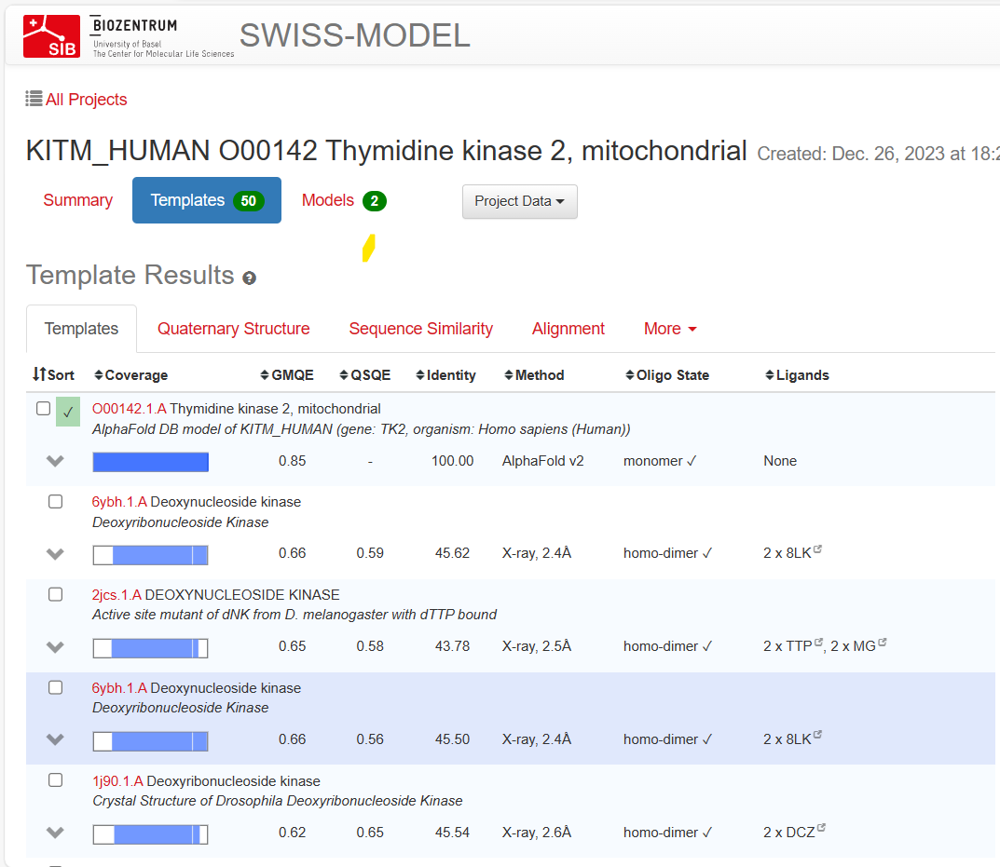 SIB
BIOZENTRUM
University of Basel
The Center for Molecular Life Sciences
SWISS-MODEL
All Projects
KITM_HUMAN O00142 Thymidine kinase 2, mitochondrial Created: Dec. 26, 2023 at 18:2
Summary Templates 50 Models 2 Project Data
Template Results ?
Templates Quaternary Structure Sequence Similarity Alignment More
Sort Coverage GMQE QSQE Identity Method Oligo State Ligands
✓ O00142.1.A Thymidine kinase 2, mitochondrial
AlphaFold DB model of KITM_HUMAN (gene: TK2, organism: Homo sapiens (Human))
0.85 - 100.00 AlphaFold v2 monomer ✓ None
6ybh.1.A Deoxynucleoside kinase
Deoxyribonucleoside Kinase
0.66 0.59 45.62 X-ray, 2.4Å homo-dimer ✓ 2 x 8LK
2jcs.1.A DEOXYNUCLEOSIDE KINASE
Active site mutant of dNK from D. melanogaster with dTTP bound
0.65 0.58 43.78 X-ray, 2.5Å homo-dimer ✓ 2 x TTP, 2 x MG
6ybh.1.A Deoxynucleoside kinase
Deoxyribonucleoside Kinase
0.66 0.56 45.50 X-ray, 2.4Å homo-dimer ✓ 2 x 8LK
1j90.1.A Deoxyribonucleoside kinase
Crystal Structure of Drosophila Deoxyribonucleoside Kinase
0.62 0.65 45.54 X-ray, 2.6Å homo-dimer ✓ 2 x DCZ